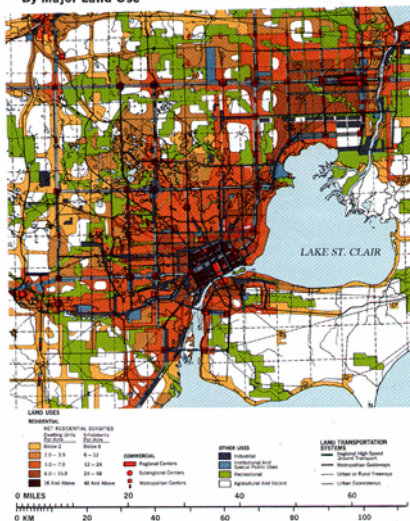 By Major Land Use
LAKE ST. CLAIR
LAND USES
RESIDENTIAL
NET RESIDENTIAL DENSITIES
Dwelling Units Per Acre
Inhabitants Per Acre
Below 2 Below 6
2.0 — 3.9 6 — 12
4.0 — 7.9 12 — 24
8.0 — 15.9 24 — 48
16 And Above 48 And Above
COMMERCIAL
Regional Centers
Subregional Centers
Metropolitan Centers
OTHER USES
Industrial
Institutional And
Special Public Uses
Recreational
Agricultural And Vacant
LAND TRANSPORTATION
SYSTEMS
Regional High-Speed
Ground Transport
Metropolitan Guideways
Urban or Rural Freeways
Urban Expressways
0 MILES 20 40 60
0 KM 20 40 60 80 100